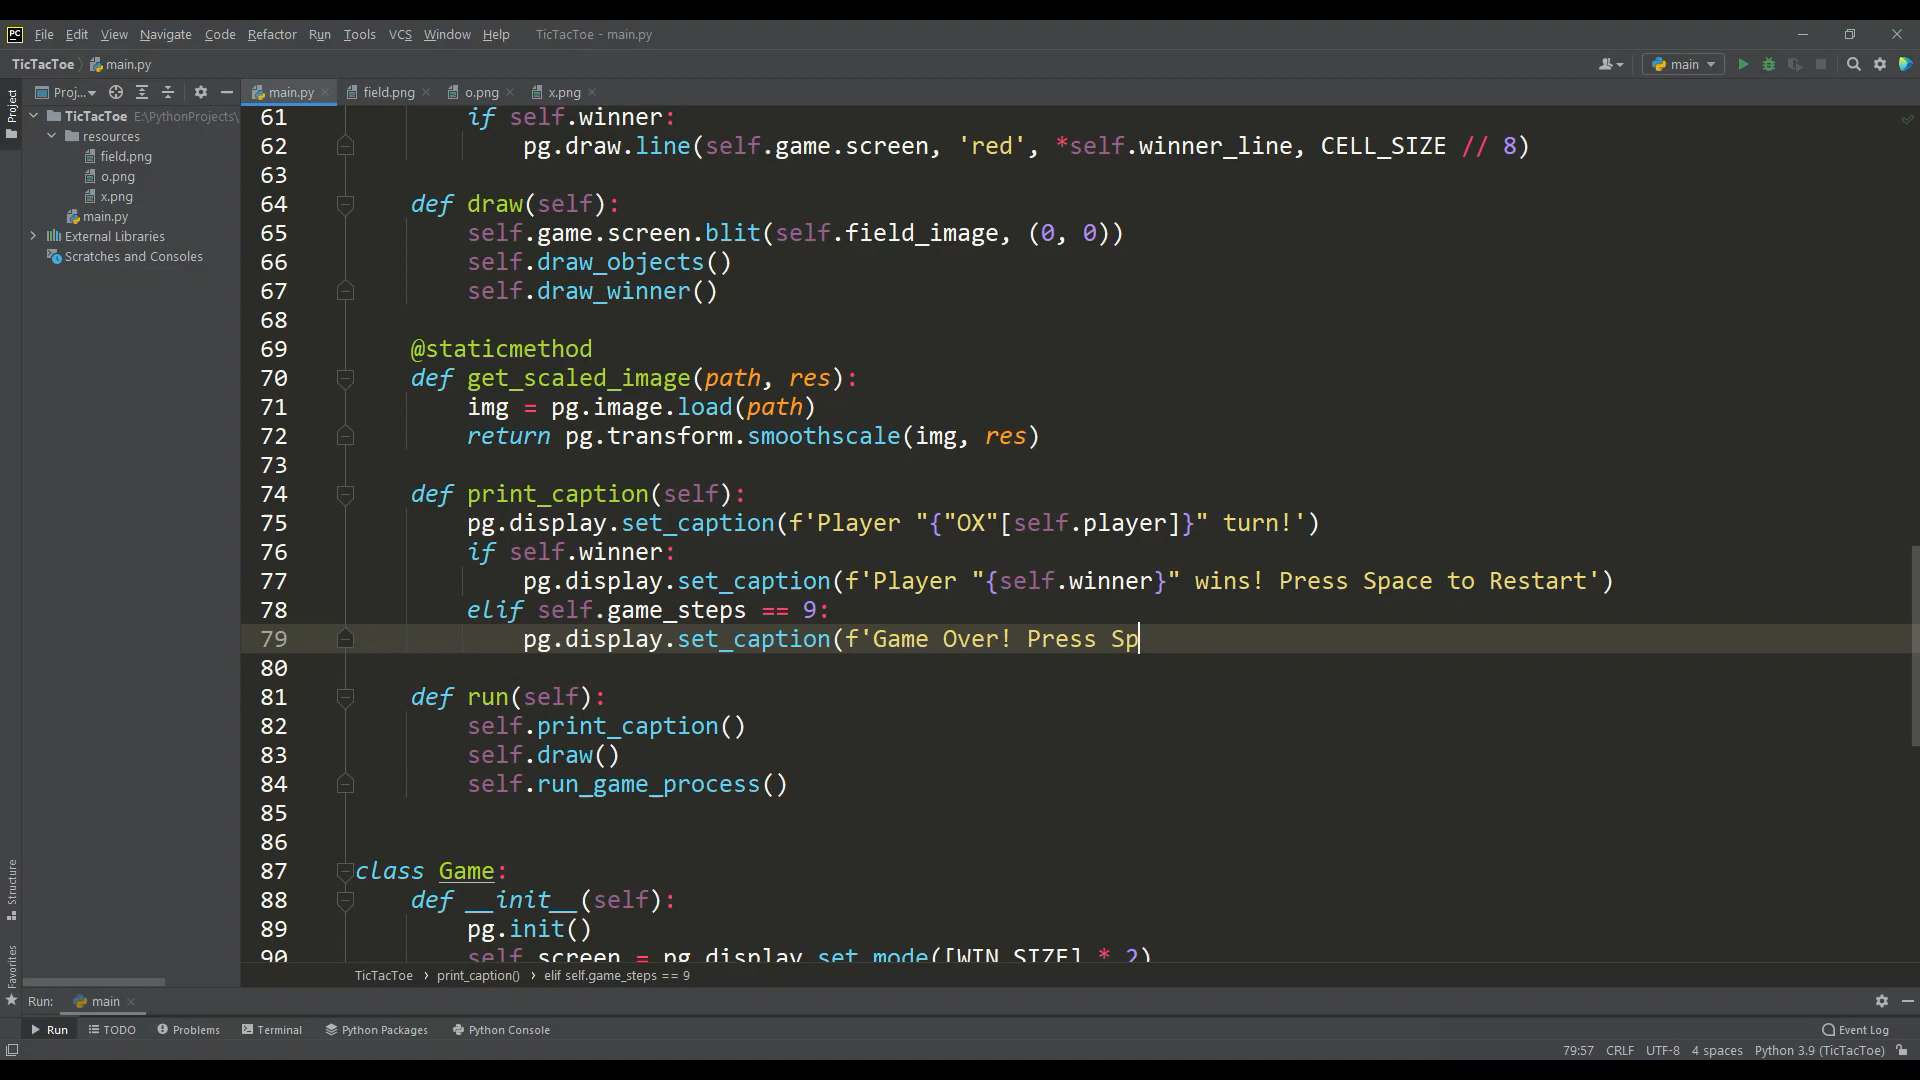 PC File Edit View Navigate Code Refactor Run Tools VCS Window Help TicTacToe - main.py
TicTacToe main.py main
Project
Proj... main.py field.png o.png x.png
TicTacToe E:\PythonProjects\
resources
field.png
o.png
x.png
main.py
External Libraries
Scratches and Consoles
61 if self.winner:
62 pg.draw.line(self.game.screen, 'red', *self.winner_line, CELL_SIZE // 8)
63
64 def draw(self):
65 self.game.screen.blit(self.field_image, (0, 0))
66 self.draw_objects()
67 self.draw_winner()
68
69 @staticmethod
70 def get_scaled_image(path, res):
71 img = pg.image.load(path)
72 return pg.transform.smoothscale(img, res)
73
74 def print_caption(self):
75 pg.display.set_caption(f'Player "{"OX"[self.player]}" turn!')
76 if self.winner:
77 pg.display.set_caption(f'Player "{self.winner}" wins! Press Space to Restart')
78 elif self.game_steps == 9:
79 pg.display.set_caption(f'Game Over! Press Sp
80
81 def run(self):
82 self.print_caption()
83 self.draw()
84 self.run_game_process()
85
86
87 class Game:
88 def __init__(self):
89 pg.init()
90 self.screen = pg.display.set_mode([WIN_SIZE] * 2)
Structure
Favorites
TicTacToe print_caption() elif self.game_steps == 9
Run: main
Run TODO Problems Terminal Python Packages Python Console Event Log
79:57 CRLF UTF-8 4 spaces Python 3.9 (TicTacToe)